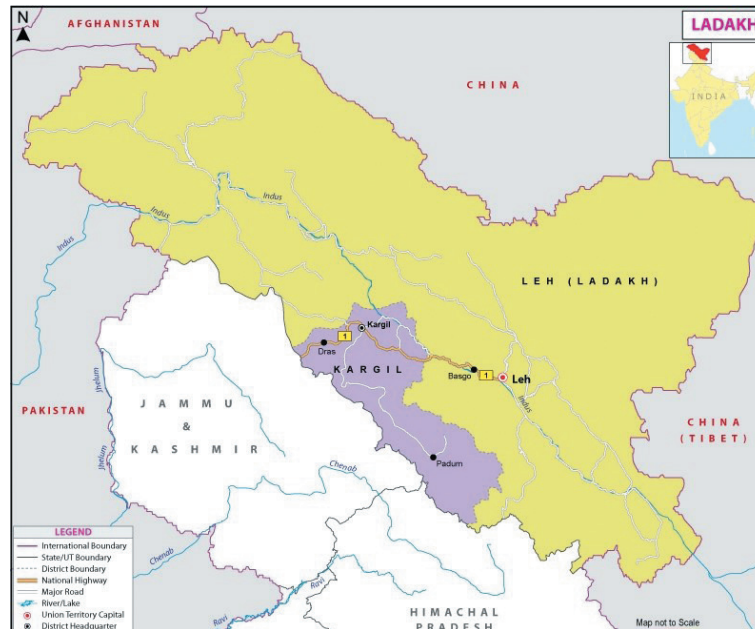 N
AFGHANISTAN
LADAKH
INDIA
CHINA
Indus
Indus
Indus
LEH (LADAKH)
Kargil
1
Dras
KARGIL
Basgo
1
Leh
Indus
PAKISTAN
Jhelum
JAMMU
&
KASHMIR
CHINA
(TIBET)
Jhelum
Padum
Chenab
Chenab
Ravi
Ravi
HIMACHAL
PRADESH
LEGEND
International Boundary
State/UT Boundary
District Boundary
National Highway
Major Road
River/Lake
Union Territory Capital
District Headquarter
Map not to Scale